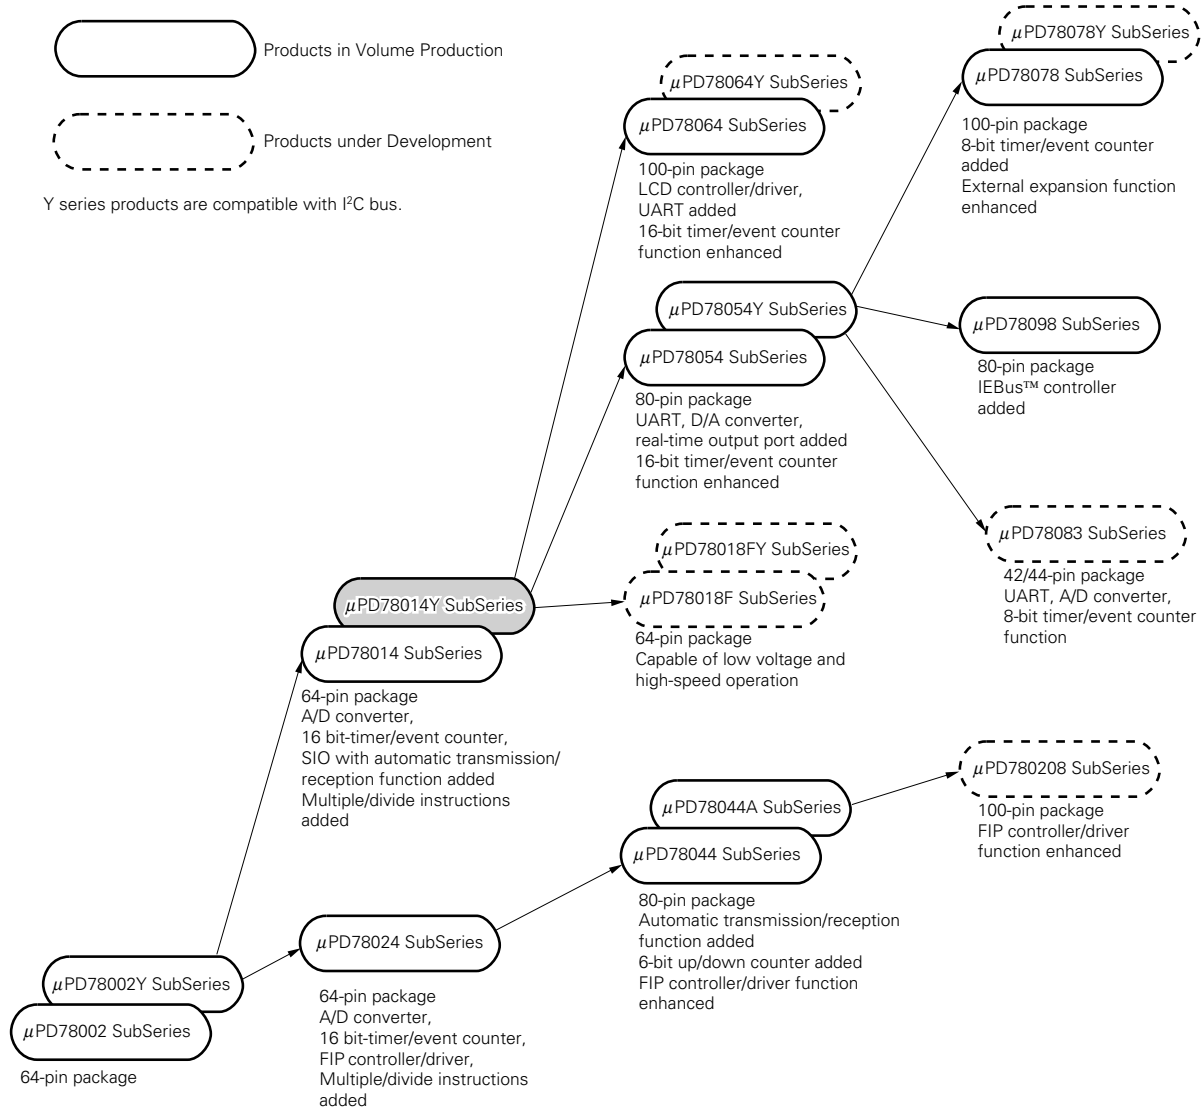 Products in Volume Production
Products under Development
Y series products are compatible with I²C bus.
μPD78078Y SubSeries
μPD78078 SubSeries
100-pin package
8-bit timer/event counter
added
External expansion function
enhanced
μPD78064Y SubSeries
μPD78064 SubSeries
100-pin package
LCD controller/driver,
UART added
16-bit timer/event counter
function enhanced
μPD78054Y SubSeries
μPD78054 SubSeries
80-pin package
UART, D/A converter,
real-time output port added
16-bit timer/event counter
function enhanced
μPD78098 SubSeries
80-pin package
IEBus™ controller
added
μPD78083 SubSeries
42/44-pin package
UART, A/D converter,
8-bit timer/event counter
function
μPD78018FY SubSeries
μPD78018F SubSeries
64-pin package
Capable of low voltage and
high-speed operation
μPD78014Y SubSeries
μPD78014 SubSeries
64-pin package
A/D converter,
16 bit-timer/event counter,
SIO with automatic transmission/
reception function added
Multiple/divide instructions
added
μPD780208 SubSeries
100-pin package
FIP controller/driver
function enhanced
μPD78044A SubSeries
μPD78044 SubSeries
80-pin package
Automatic transmission/reception
function added
6-bit up/down counter added
FIP controller/driver function
enhanced
μPD78024 SubSeries
64-pin package
A/D converter,
16 bit-timer/event counter,
FIP controller/driver,
Multiple/divide instructions
added
μPD78002Y SubSeries
μPD78002 SubSeries
64-pin package